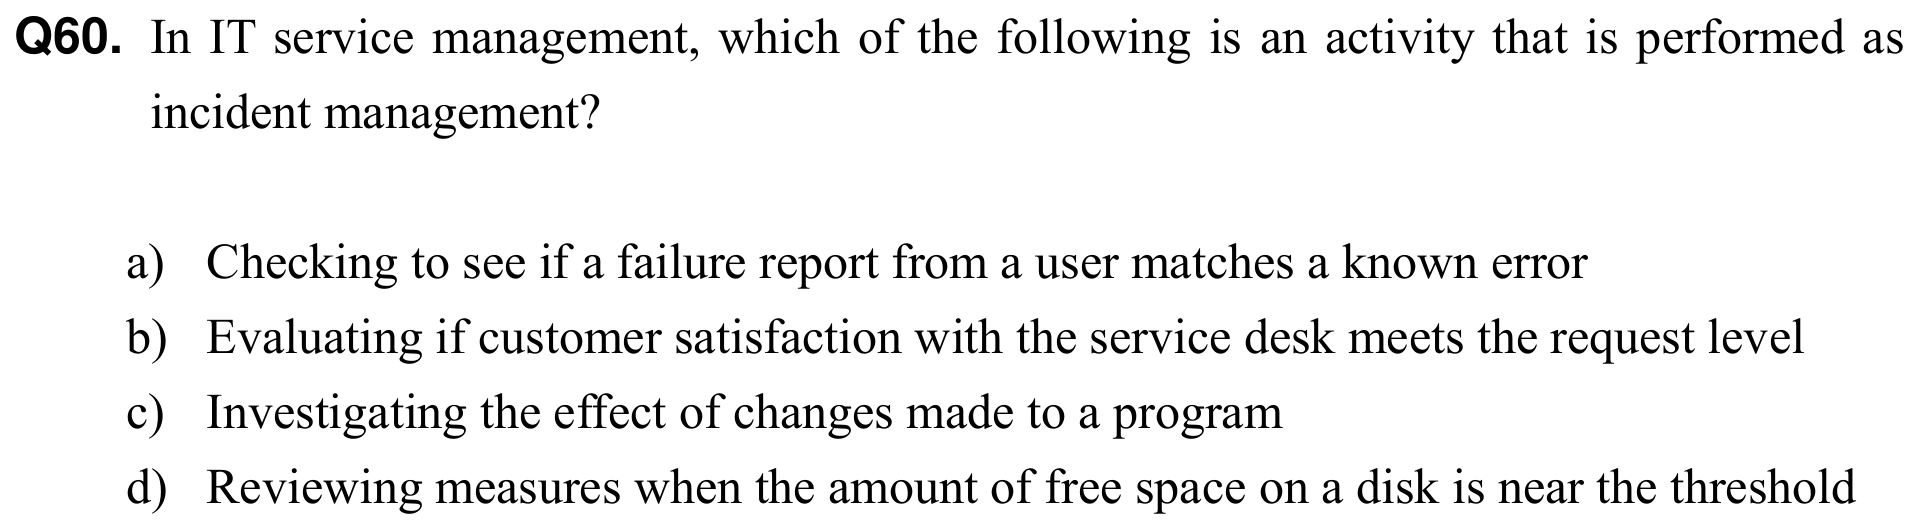 Q60. In IT service management, which of the following is an activity that is performed as
incident management?
a) Checking to see if a failure report from a user matches a known error
b) Evaluating if customer satisfaction with the service desk meets the request level
c) Investigating the effect of changes made to a program
d) Reviewing measures when the amount of free space on a disk is near the threshold